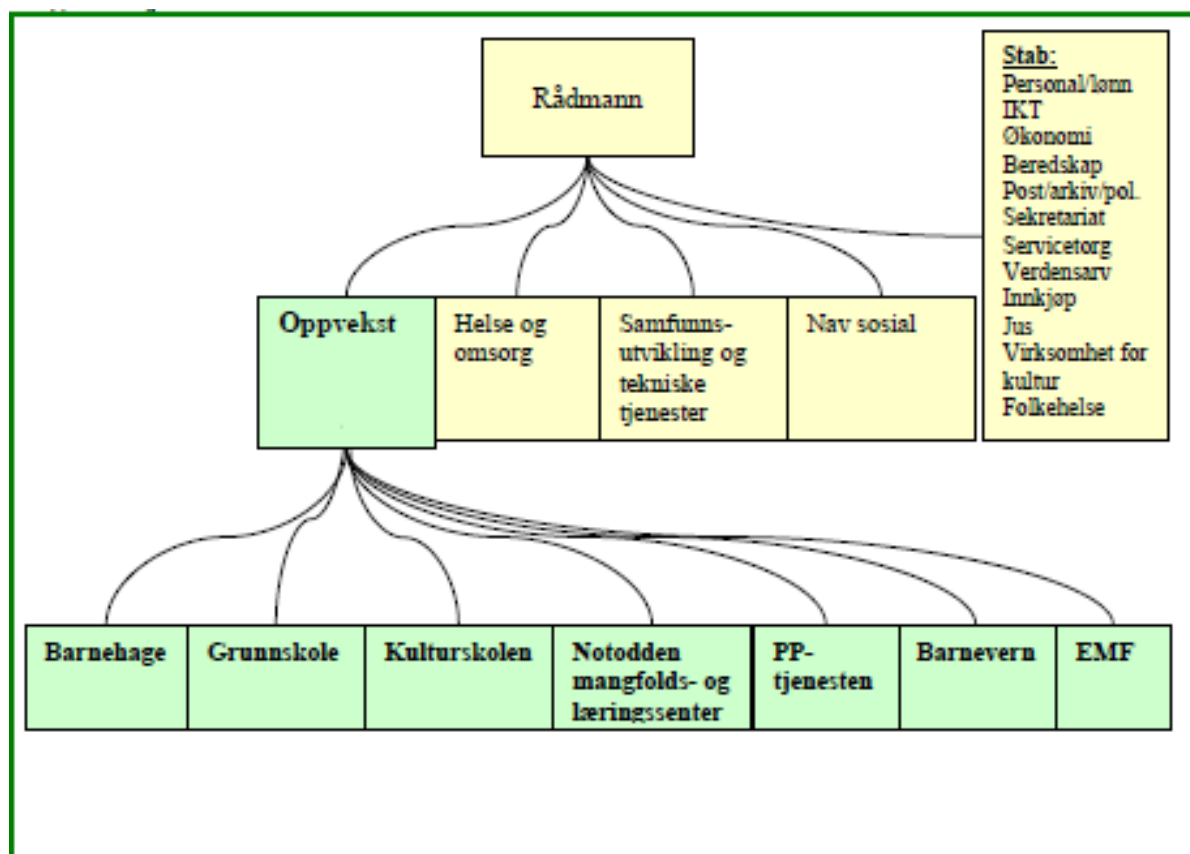 Rådmann
Stab:
Personal/lønn
IKT
Økonomi
Beredskap
Post/arkiv/pol.
Sekretariat
Servicetorg
Verdensarv
Innkjøp
Jus
Virksomhet for
kultur
Folkehelse
Oppvekst
Helse og
omsorg
Samfunns-
utvikling og
tekniske
tjenester
Nav sosial
Barnehage
Grunnskole
Kulturskolen
Notodden
mangfolds- og
læringssenter
PP-
tjenesten
Barnevern
EMF